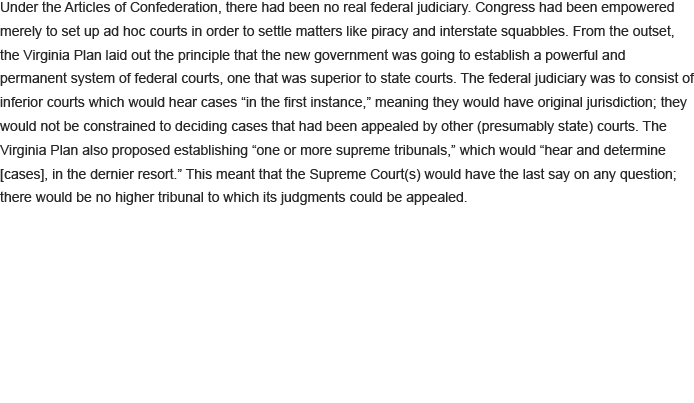 Under the Articles of Confederation, there had been no real federal judiciary. Congress had been empowered
merely to set up ad hoc courts in order to settle matters like piracy and interstate squabbles. From the outset,
the Virginia Plan laid out the principle that the new government was going to establish a powerful and
permanent system of federal courts, one that was superior to state courts. The federal judiciary was to consist of
inferior courts which would hear cases “in the first instance,” meaning they would have original jurisdiction; they
would not be constrained to deciding cases that had been appealed by other (presumably state) courts. The
Virginia Plan also proposed establishing “one or more supreme tribunals,” which would “hear and determine
[cases], in the dernier resort.” This meant that the Supreme Court(s) would have the last say on any question;
there would be no higher tribunal to which its judgments could be appealed.